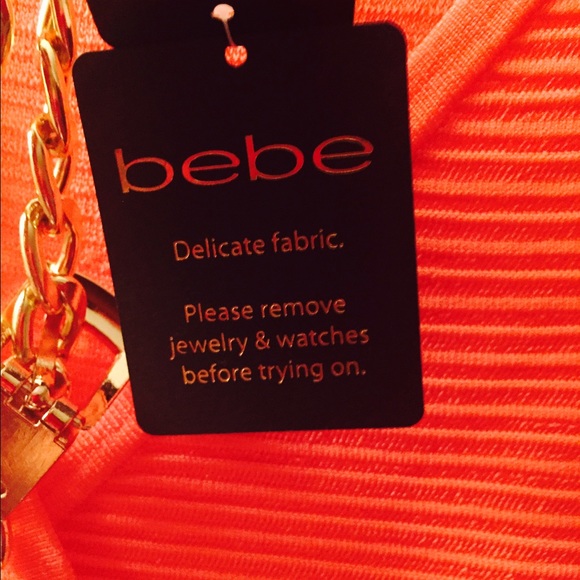 bebe
Delicate fabric.
Please remove
jewelry & watches
before trying on.